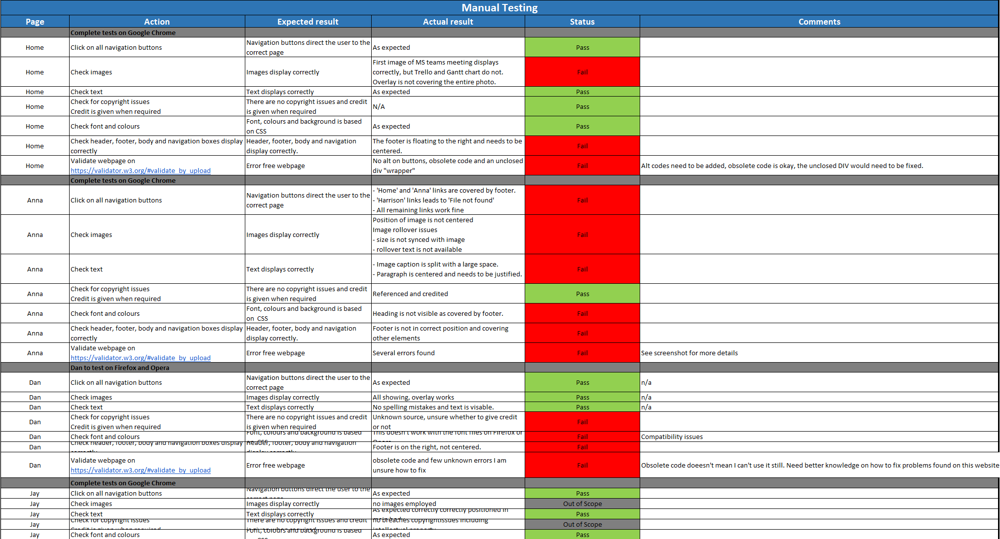 Manual Testing
Page Action Expected result Actual result Status Comments
Complete tests on Google Chrome
Home Click on all navigation buttons Navigation buttons direct the user to the
correct page As expected Pass
Home Check images Images display correctly First image of MS teams meeting displays
correctly, but Trello and Gantt chart do not.
Overlay is not covering the entire photo. Fail
Home Check text Text displays correctly As expected Pass
Home Check for copyright issues
Credit is given when required There are no copyright issues and credit
is given when required N/A Pass
Home Check font and colours Font, colours and background is based
on CSS As expected Pass
Home Check header, footer, body and navigation boxes display
correctly Header, footer, body and navigation
display correctly. The footer is floating to the right and needs to be
centered. Fail
Home Validate webpage on
https://validator.w3.org/#validate_by_upload Error free webpage No alt on buttons, obsolete code and an unclosed
div "wrapper" Fail Alt codes need to be added, obsolete code is okay, the unclosed DIV would need to be fixed.
Complete tests on Google Chrome
Anna Click on all navigation buttons Navigation buttons direct the user to the
correct page - 'Home' and 'Anna' links are covered by footer.
- 'Harrison' links leads to 'File not found'
- All remaining links work fine Fail
Anna Check images Images display correctly Position of image is not centered
Image rollover issues
- size is not synced with image
- rollover text is not available Fail
Anna Check text Text displays correctly - Image caption is split with a large space.
- Paragraph is centered and needs to be justified. Fail
Anna Check for copyright issues
Credit is given when required There are no copyright issues and credit
is given when required Referenced and credited Pass
Anna Check font and colours Font, colours and background is based
on  CSS Heading is not visible as covered by footer. Fail
Anna Check header, footer, body and navigation boxes display
correctly Header, footer, body and navigation
display correctly. Footer is not in correct position and covering
other elements Fail
Anna Validate webpage on
https://validator.w3.org/#validate_by_upload Error free webpage Several errors found Fail See screenshot for more details
Dan to test on Firefox and Opera
Dan Click on all navigation buttons Navigation buttons direct the user to the
correct page As expected Pass n/a
Dan Check images Images display correctly All showing, overlay works Pass n/a
Dan Check text Text displays correctly No spelling mistakes and text is visable. Pass n/a
Dan Check for copyright issues
Credit is given when required There are no copyright issues and credit
is given when required Unknown source, unsure whether to give credit
or not Fail
Dan Check font and colours Font, colours and background is based
on CSS This doesn't work with the font files on Firefox or
Opera Fail Compatibility issues
Dan Check header, footer, body and navigation boxes display
correctly Header, footer, body and navigation
display correctly Footer is on the right, not centered. Fail
Dan Validate webpage on
https://validator.w3.org/#validate_by_upload Error free webpage obsolete code and few unknown errors I am
unsure how to fix Fail Obsolete code doeesn't mean I can't use it still. Need better knowledge on how to fix problems found on this website
Complete tests on Google Chrome
Jay Click on all navigation buttons Navigation buttons direct the user to the
correct page As expected Pass
Jay Check images Images display correctly no images employed Out of Scope
Jay Check text Text displays correctly As expected correctly positioned in
main body Pass
Jay Check for copyright issues
Credit is given when required There are no copyright issues and credit
is given when required no breaches copyrightissues including
intellectual property Out of Scope
Jay Check font and colours Font, colours and background is based
on CSS As expected Pass